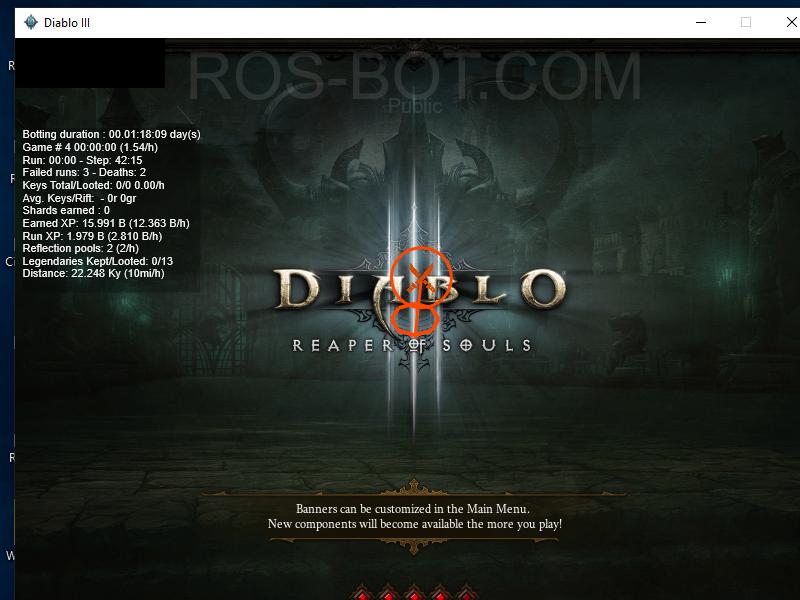 Diablo III
ROS-BOT.COM
Public
Botting duration : 00.01:18:09 day(s)
Game # 4 00:00:00 (1.54/h)
Run: 00:00 - Step: 42:15
Failed runs: 3 - Deaths: 2
Keys Total/Looted: 0/0 0.00/h
Avg. Keys/Rift:  - 0r 0gr
Shards earned : 0
Earned XP: 15.991 B (12.363 B/h)
Run XP: 1.979 B (2.810 B/h)
Reflection pools: 2 (2/h)
Legendaries Kept/Looted: 0/13
Distance: 22.248 Ky (10mi/h)
DIABLO
REAPER OF SOULS
Banners can be customized in the Main Menu.
New components will become available the more you play!